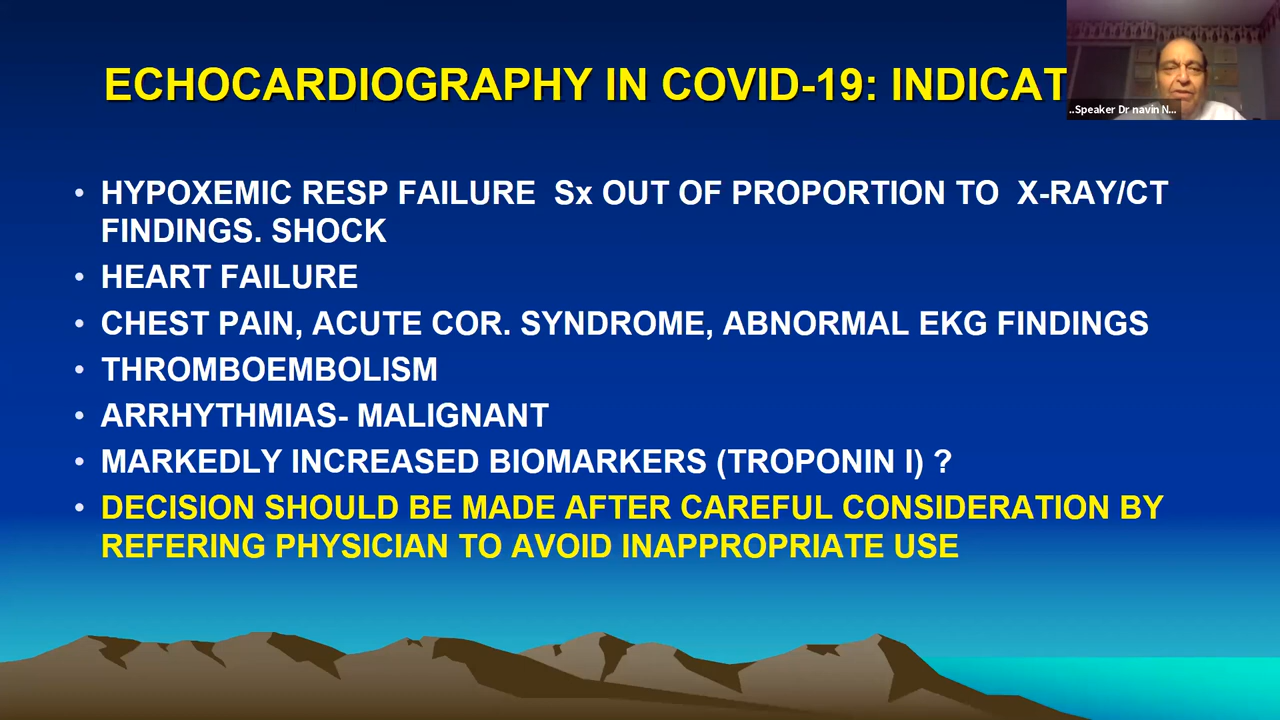 ECHOCARDIOGRAPHY IN COVID-19: INDICAT
..Speaker Dr navin N...
• HYPOXEMIC RESP FAILURE Sx OUT OF PROPORTION TO X-RAY/CT
FINDINGS. SHOCK
• HEART FAILURE
• CHEST PAIN, ACUTE COR. SYNDROME, ABNORMAL EKG FINDINGS
• THROMBOEMBOLISM
• ARRHYTHMIAS- MALIGNANT
• MARKEDLY INCREASED BIOMARKERS (TROPONIN I) ?
• DECISION SHOULD BE MADE AFTER CAREFUL CONSIDERATION BY
REFERING PHYSICIAN TO AVOID INAPPROPRIATE USE